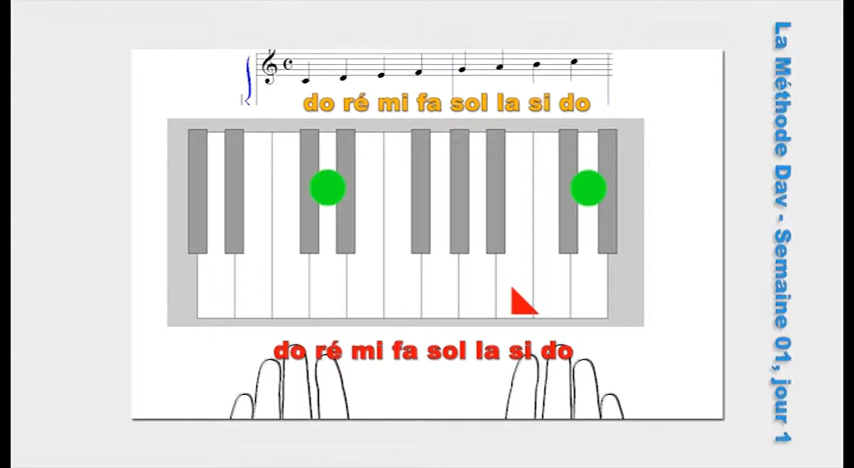 do ré mi fa sol la si do
do ré mi fa sol la si do
La Méthode Dav - Semaine 01, jour 1